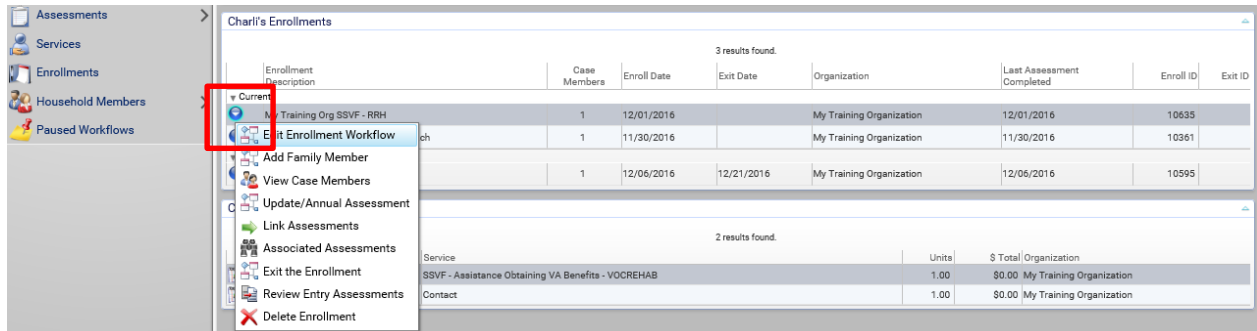 Assessments
Services
Enrollments
Household Members
Paused Workflows
Charli's Enrollments
3 results found.
Enrollment Description Case Members Enroll Date Exit Date Organization Last Assessment Completed Enroll ID Exit ID
Current
My Training Org SSVF - RRH 1 12/01/2016 My Training Organization 12/01/2016 10635
ch 1 11/30/2016 My Training Organization 11/30/2016 10361
1 12/06/2016 12/21/2016 My Training Organization 12/06/2016 10595
Edit Enrollment Workflow
Add Family Member
View Case Members
Update/Annual Assessment
Link Assessments
Associated Assessments
Exit the Enrollment
Review Entry Assessments
Delete Enrollment
C
2 results found.
Service Units $ Total Organization
SSVF - Assistance Obtaining VA Benefits - VOCREHAB 1.00 $0.00 My Training Organization
Contact 1.00 $0.00 My Training Organization